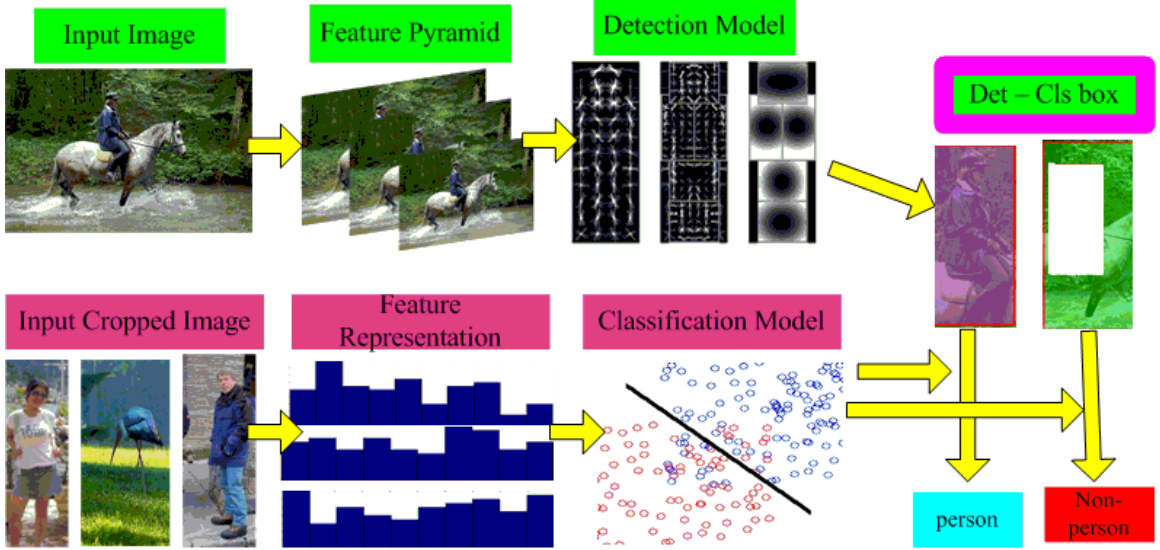 Input Image
Feature Pyramid
Detection Model
Det – Cls box
Input Cropped Image
Feature
Representation
Classification Model
person
Non-
person